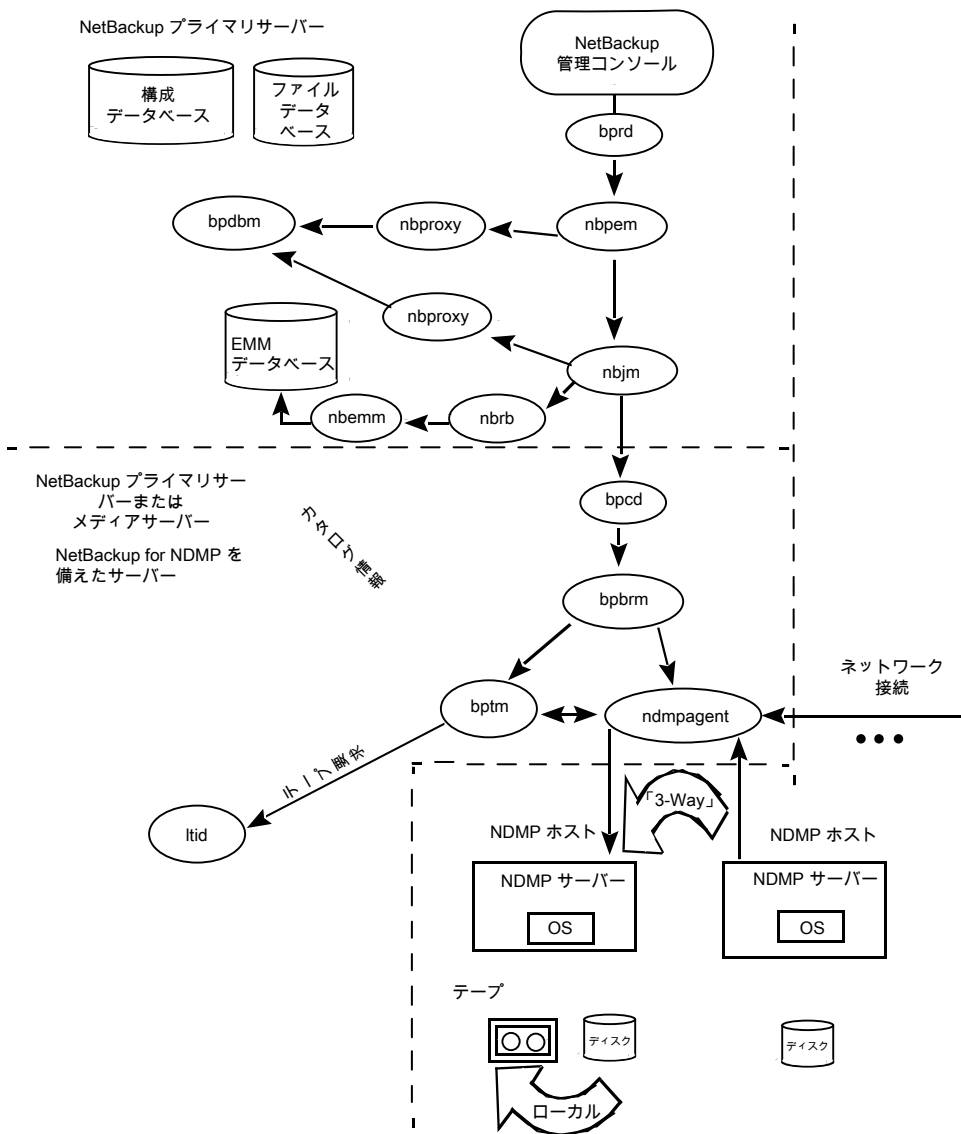 NetBackup プライマリサーバー
NetBackup
管理コンソール
構成
データベース
ファイル
データ
ベース
bprd
bpdbm
nbproxy
nbpem
nbproxy
EMM
データベース
nbjm
nbemm
nbrb
NetBackup プライマリサー
バーまたは
メディアサーバー
NetBackup for NDMP を
備えたサーバー
カタログ情報
bpcd
bpbrm
ネットワーク
接続
bptm
ndmpagent
テープ要求
「3-Way」
ltid
NDMP ホスト
NDMP ホスト
NDMP サーバー
NDMP サーバー
OS
OS
テープ
ディスク
ディスク
ローカル